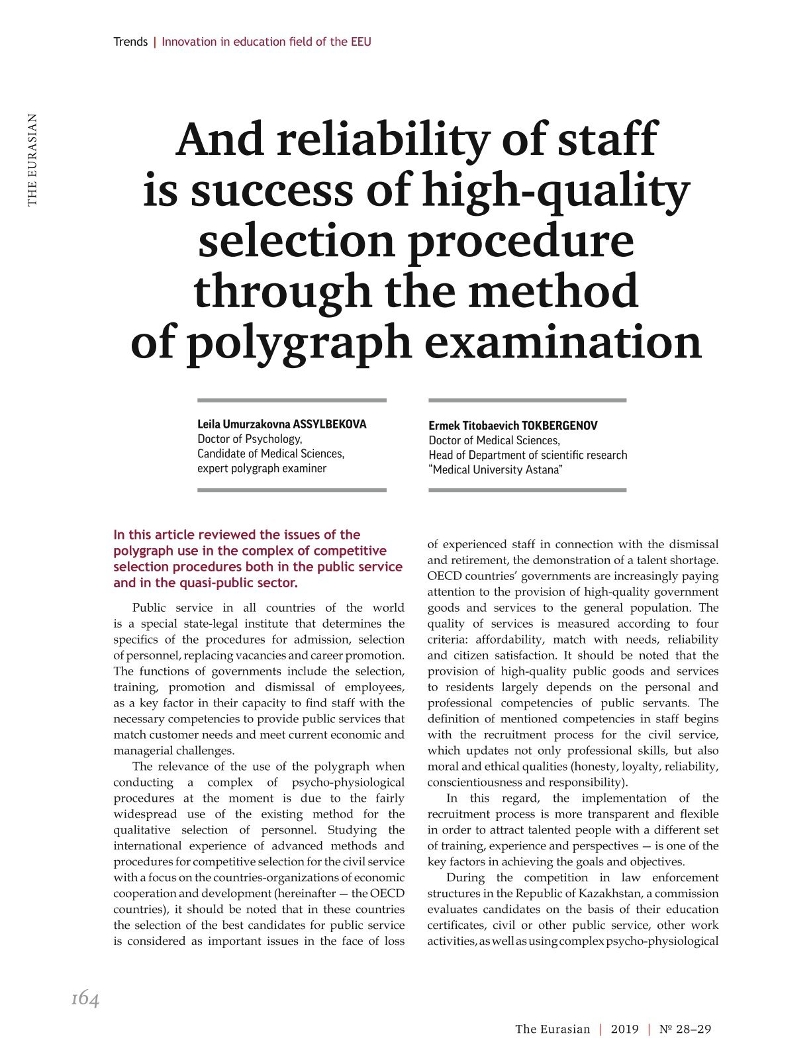 Trends | Innovation in education field of the EEU
THE EURASIAN
And reliability of staff
is success of high-quality
selection procedure
through the method
of polygraph examination
Leila Umurzakovna ASSYLBEKOVA
Doctor of Psychology,
Candidate of Medical Sciences,
expert polygraph examiner
Ermek Titobaevich TOKBERGENOV
Doctor of Medical Sciences,
Head of Department of scientific research
"Medical University Astana"
In this article reviewed the issues of the
polygraph use in the complex of competitive
selection procedures both in the public service
and in the quasi-public sector.
Public service in all countries of the world
is a special state-legal institute that determines the
specifics of the procedures for admission, selection
of personnel, replacing vacancies and career promotion.
The functions of governments include the selection,
training, promotion and dismissal of employees,
as a key factor in their capacity to find staff with the
necessary competencies to provide public services that
match customer needs and meet current economic and
managerial challenges.
The relevance of the use of the polygraph when
conducting a complex of psycho-physiological
procedures at the moment is due to the fairly
widespread use of the existing method for the
qualitative selection of personnel. Studying the
international experience of advanced methods and
procedures for competitive selection for the civil service
with a focus on the countries-organizations of economic
cooperation and development (hereinafter — the OECD
countries), it should be noted that in these countries
the selection of the best candidates for public service
is considered as important issues in the face of loss
of experienced staff in connection with the dismissal
and retirement, the demonstration of a talent shortage.
OECD countries' governments are increasingly paying
attention to the provision of high-quality government
goods and services to the general population. The
quality of services is measured according to four
criteria: affordability, match with needs, reliability
and citizen satisfaction. It should be noted that the
provision of high-quality public goods and services
to residents largely depends on the personal and
professional competencies of public servants. The
definition of mentioned competencies in staff begins
with the recruitment process for the civil service,
which updates not only professional skills, but also
moral and ethical qualities (honesty, loyalty, reliability,
conscientiousness and responsibility).
In this regard, the implementation of the
recruitment process is more transparent and flexible
in order to attract talented people with a different set
of training, experience and perspectives — is one of the
key factors in achieving the goals and objectives.
During the competition in law enforcement
structures in the Republic of Kazakhstan, a commission
evaluates candidates on the basis of their education
certificates, civil or other public service, other work
activities, as well as using complex psycho-physiological
164
The Eurasian | 2019 | № 28–29